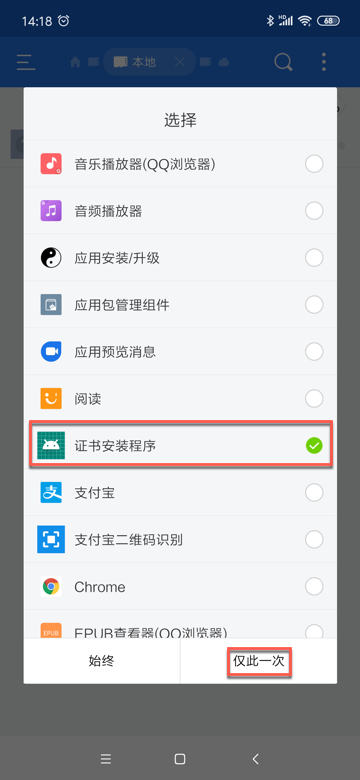 14:18
HD
68
本地
选择
音乐播放器(QQ浏览器)
音频播放器
应用安装/升级
应用包管理组件
应用预览消息
阅读
证书安装程序
支付宝
支付宝二维码识别
Chrome
EPUB
EPUB查看器(QQ浏览器)
始终
仅此一次